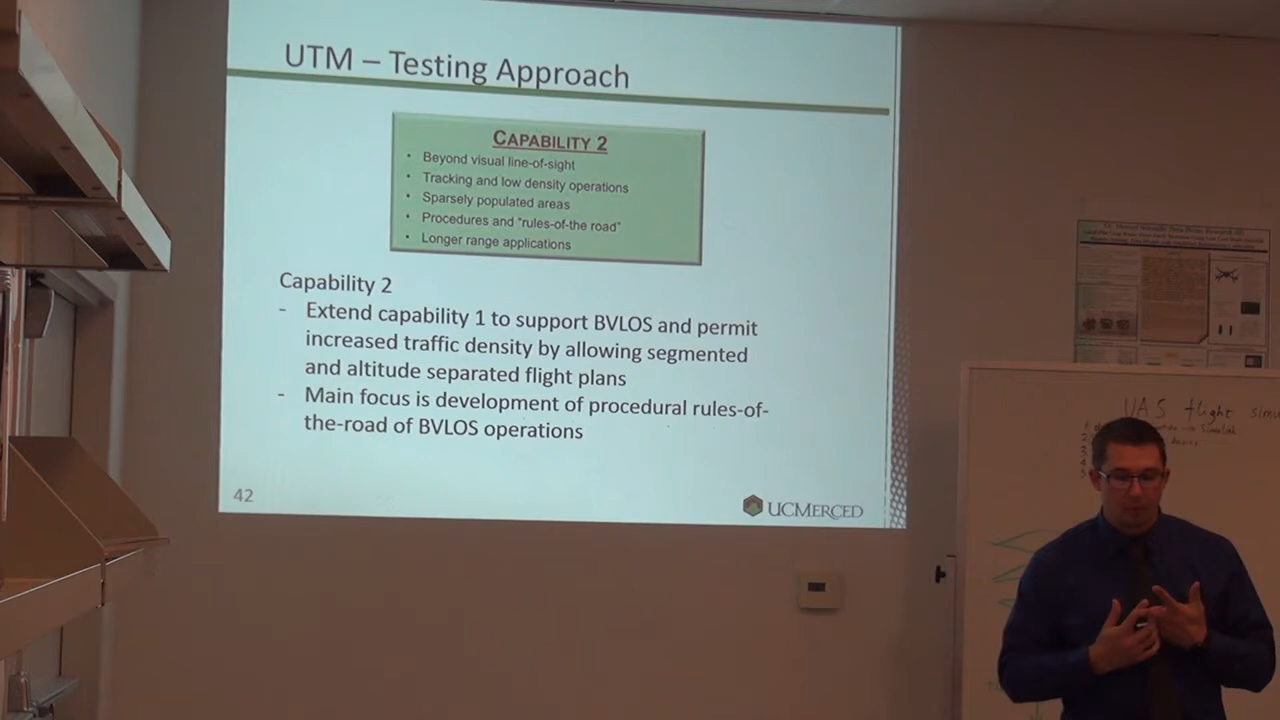 UTM – Testing Approach
CAPABILITY 2
• Beyond visual line-of-sight
• Tracking and low density operations
• Sparsely populated areas
• Procedures and "rules-of-the road"
• Longer range applications
Capability 2
- Extend capability 1 to support BVLOS and permit
increased traffic density by allowing segmented
and altitude separated flight plans
- Main focus is development of procedural rules-of-
the-road of BVLOS operations
42
UCMERCED
UAS flight simu